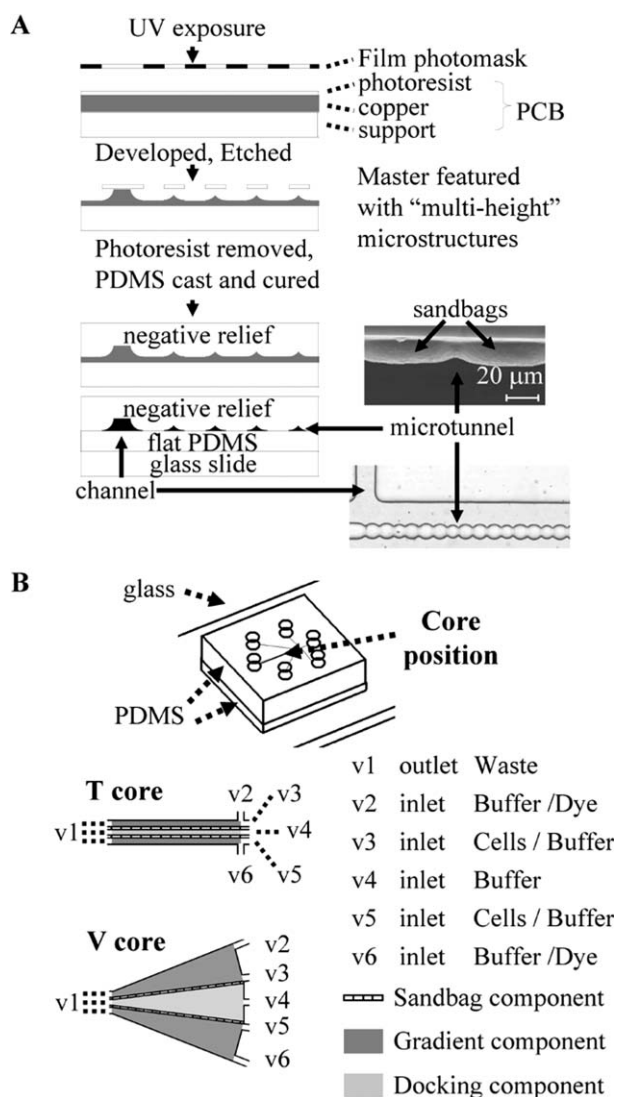 A
UV exposure
Film photomask
photoresist
copper
support
PCB
Developed, Etched
Master featured
with “multi-height”
microstructures
Photoresist removed,
PDMS cast and cured
negative relief
sandbags
20 μm
negative relief
flat PDMS
glass slide
microtunnel
channel
B
glass
Core
position
PDMS
T core
v1
v2
v3
v4
v5
v6
V core
v1
v2
v3
v4
v5
v6
v1 outlet Waste
v2 inlet Buffer /Dye
v3 inlet Cells / Buffer
v4 inlet Buffer
v5 inlet Cells / Buffer
v6 inlet Buffer/Dye
Sandbag component
Gradient component
Docking component